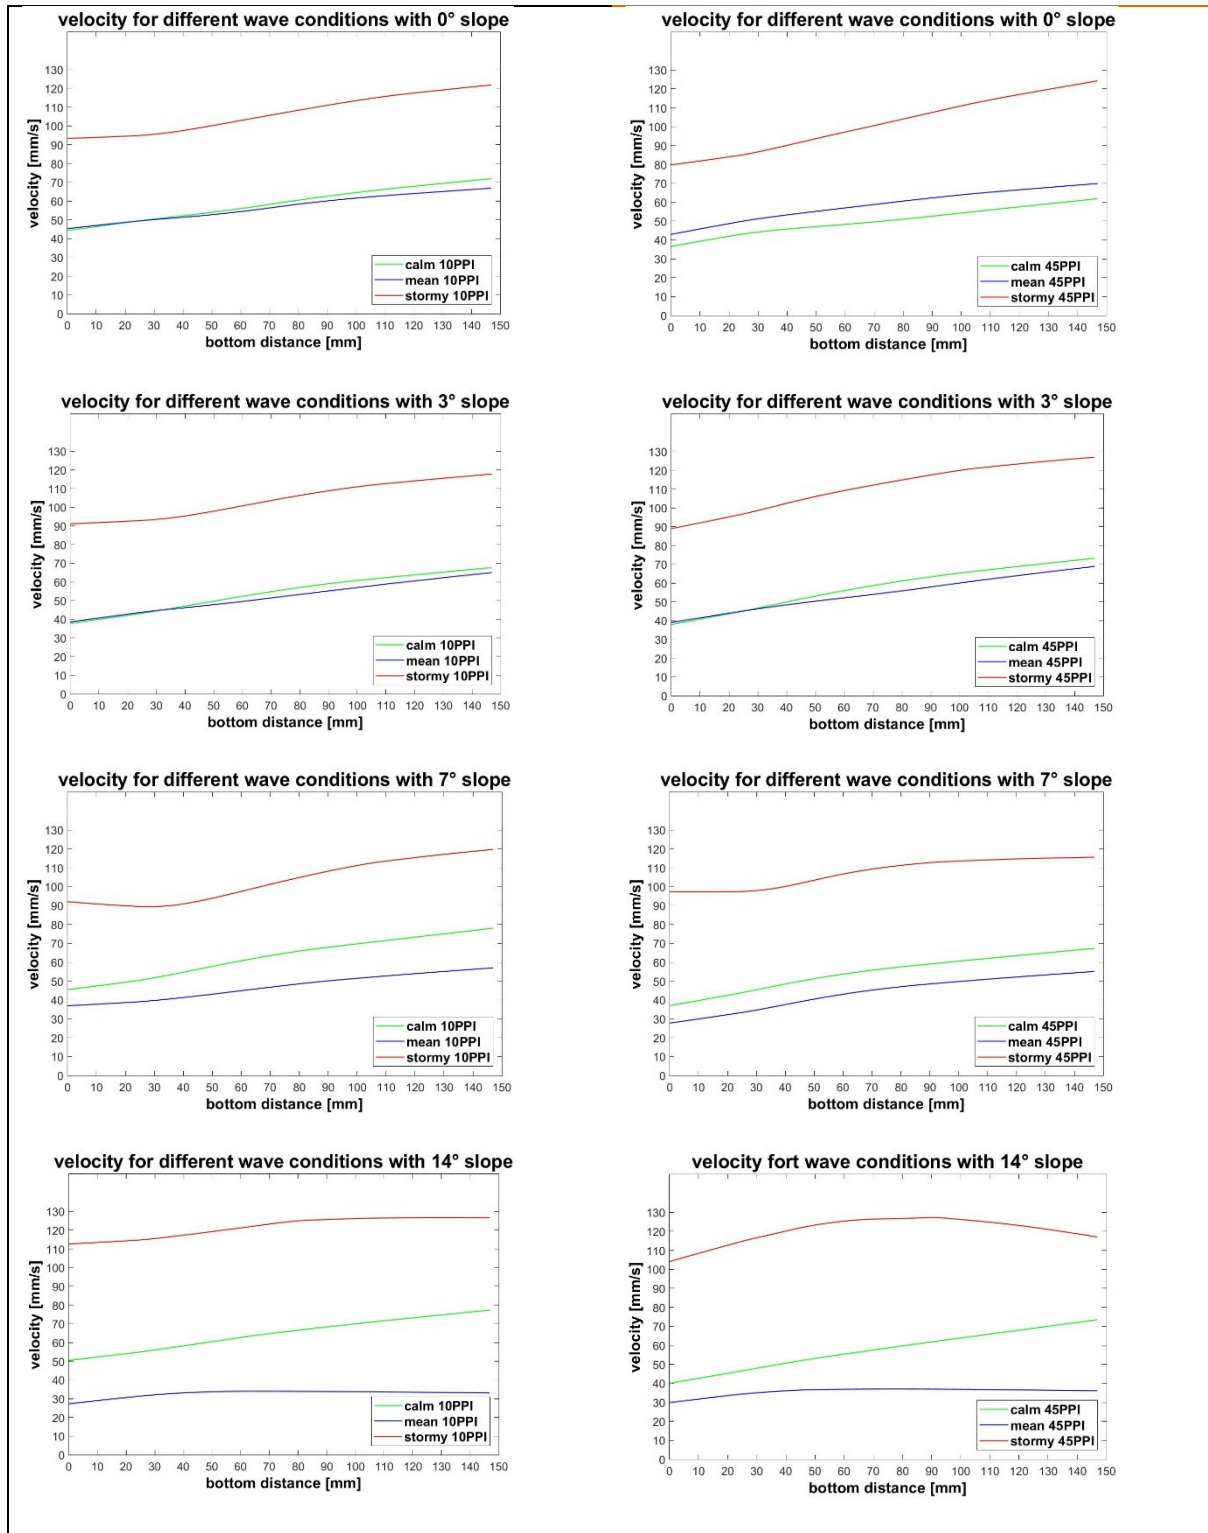 velocity for different wave conditions with 0° slope
130
120
110
100
90
80
70
60
50
40
30
20
10
0
velocity [mm/s]
calm 10PPI
mean 10PPI
stormy 10PPI
0 10 20 30 40 50 60 70 80 90 100 110 120 130 140 150
bottom distance [mm]
velocity for different wave conditions with 0° slope
130
120
110
100
90
80
70
60
50
40
30
20
10
0
velocity [mm/s]
calm 45PPI
mean 45PPI
stormy 45PPI
0 10 20 30 40 50 60 70 80 90 100 110 120 130 140 150
bottom distance [mm]
velocity for different wave conditions with 3° slope
130
120
110
100
90
80
70
60
50
40
30
20
10
0
velocity [mm/s]
calm 10PPI
mean 10PPI
stormy 10PPI
0 10 20 30 40 50 60 70 80 90 100 110 120 130 140 150
bottom distance [mm]
velocity for different wave conditions with 3° slope
130
120
110
100
90
80
70
60
50
40
30
20
10
0
velocity [mm/s]
calm 45PPI
mean 45PPI
stormy 45PPI
0 10 20 30 40 50 60 70 80 90 100 110 120 130 140 150
bottom distance [mm]
velocity for different wave conditions with 7° slope
130
120
110
100
90
80
70
60
50
40
30
20
10
0
velocity [mm/s]
calm 10PPI
mean 10PPI
stormy 10PPI
0 10 20 30 40 50 60 70 80 90 100 110 120 130 140 150
bottom distance [mm]
velocity for different wave conditions with 7° slope
130
120
110
100
90
80
70
60
50
40
30
20
10
0
velocity [mm/s]
calm 45PPI
mean 45PPI
stormy 45PPI
0 10 20 30 40 50 60 70 80 90 100 110 120 130 140 150
bottom distance [mm]
velocity for different wave conditions with 14° slope
130
120
110
100
90
80
70
60
50
40
30
20
10
0
velocity [mm/s]
calm 10PPI
mean 10PPI
stormy 10PPI
0 10 20 30 40 50 60 70 80 90 100 110 120 130 140 150
bottom distance [mm]
velocity fort wave conditions with 14° slope
130
120
110
100
90
80
70
60
50
40
30
20
10
0
velocity [mm/s]
calm 45PPI
mean 45PPI
stormy 45PPI
0 10 20 30 40 50 60 70 80 90 100 110 120 130 140 150
bottom distance [mm]